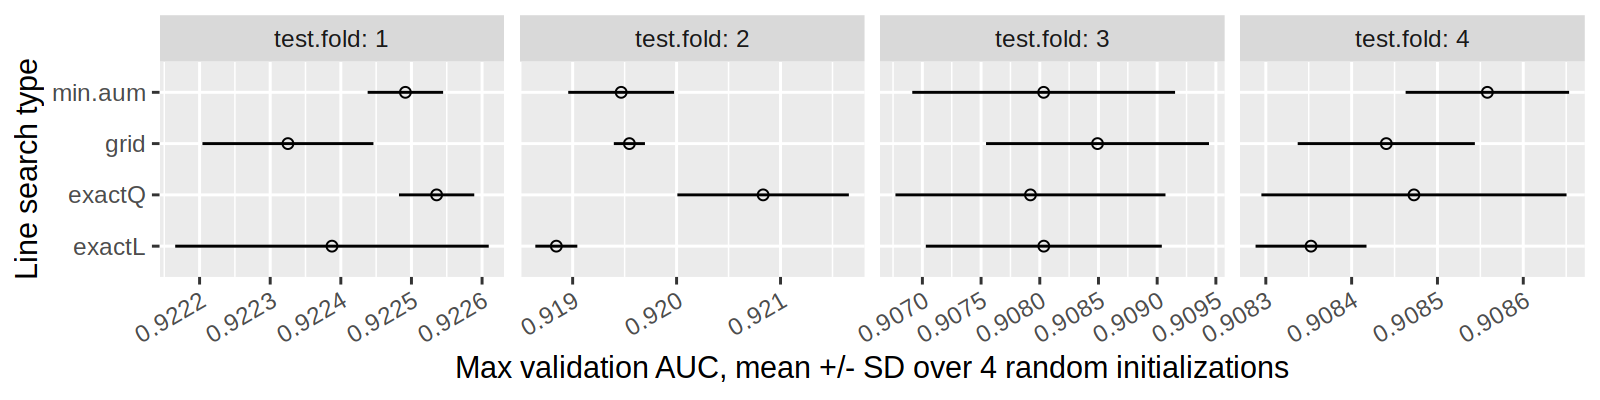 test.fold: 1
test.fold: 2
test.fold: 3
test.fold: 4
Line search type
min.aum
grid
exactQ
exactL
0.9222 0.9223 0.9224 0.9225 0.9226
0.919 0.920 0.921
0.9070 0.9075 0.9080 0.9085 0.9090 0.9095
0.9083 0.9084 0.9085 0.9086
Max validation AUC, mean +/- SD over 4 random initializations